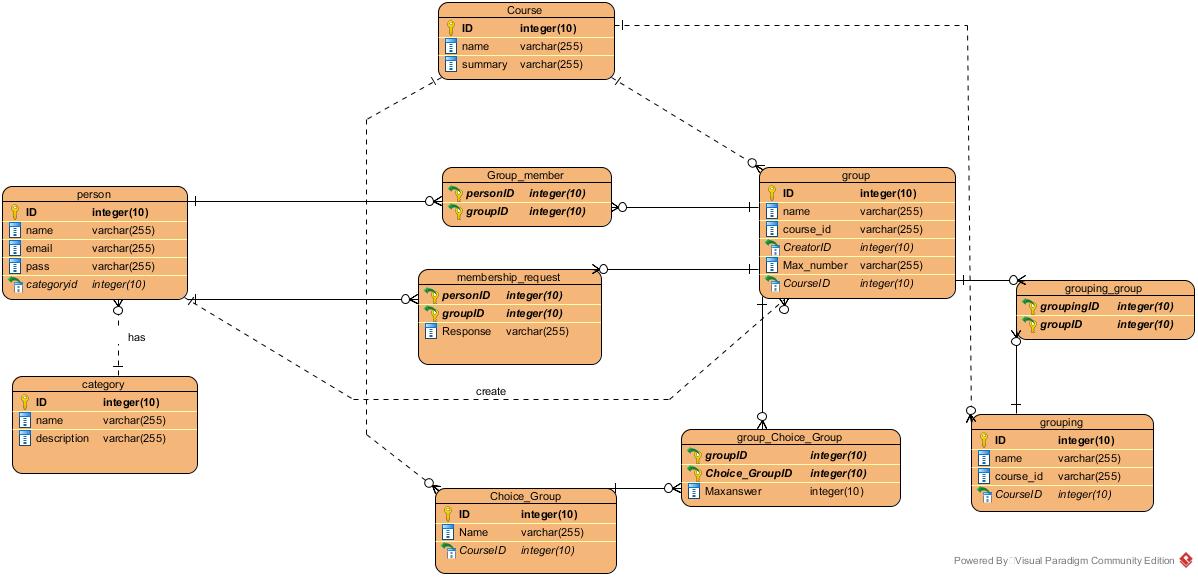 Course
ID integer(10)
name varchar(255)
summary varchar(255)
person
ID integer(10)
name varchar(255)
email varchar(255)
pass varchar(255)
categoryid integer(10)
Group_member
personID integer(10)
groupID integer(10)
group
ID integer(10)
name varchar(255)
course_id varchar(255)
CreatorID integer(10)
Max_number varchar(255)
CourseID integer(10)
membership_request
personID integer(10)
groupID integer(10)
Response varchar(255)
grouping_group
groupingID integer(10)
groupID integer(10)
has
create
category
ID integer(10)
name varchar(255)
description varchar(255)
group_Choice_Group
groupID integer(10)
Choice_GroupID integer(10)
Maxanswer integer(10)
grouping
ID integer(10)
name varchar(255)
course_id varchar(255)
CourseID integer(10)
Choice_Group
ID integer(10)
Name varchar(255)
CourseID integer(10)
Powered By Visual Paradigm Community Edition